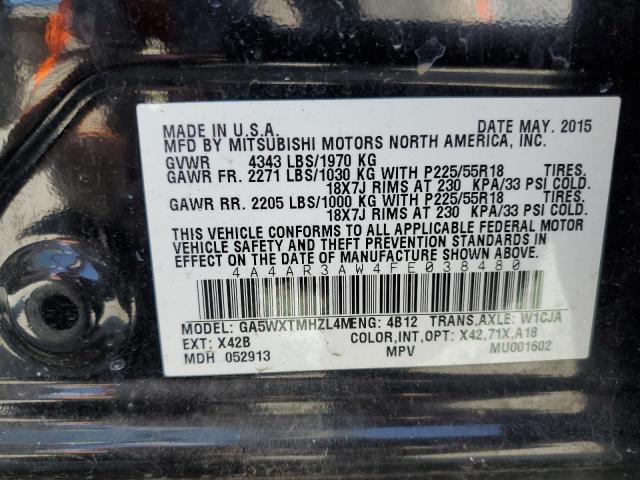 MADE IN U.S.A. DATE MAY. 2015
MFD BY MITSUBISHI MOTORS NORTH AMERICA, INC.
GVWR 4343 LBS/1970 KG
GAWR FR. 2271 LBS/1030 KG WITH P225/55R18 TIRES.
18X7J RIMS AT 230 KPA/33 PSI COLD.
GAWR RR. 2205 LBS/1000 KG WITH P225/55R18 TIRES.
18X7J RIMS AT 230 KPA/33 PSI COLD.
THIS VEHICLE CONFORMS TO ALL APPLICABLE FEDERAL MOTOR
VEHICLE SAFETY AND THEFT PREVENTION STANDARDS IN
EFFECT ON THE DATE OF MANUFACTURE SHOWN ABOVE.
4A4AR3AW4FE038480
MODEL: GA5WXTMHZL4M ENG: 4B12 TRANS,AXLE: W1CJA
EXT: X42B COLOR,INT,OPT: X42,71X,A18
MDH 052913 MPV MU001602